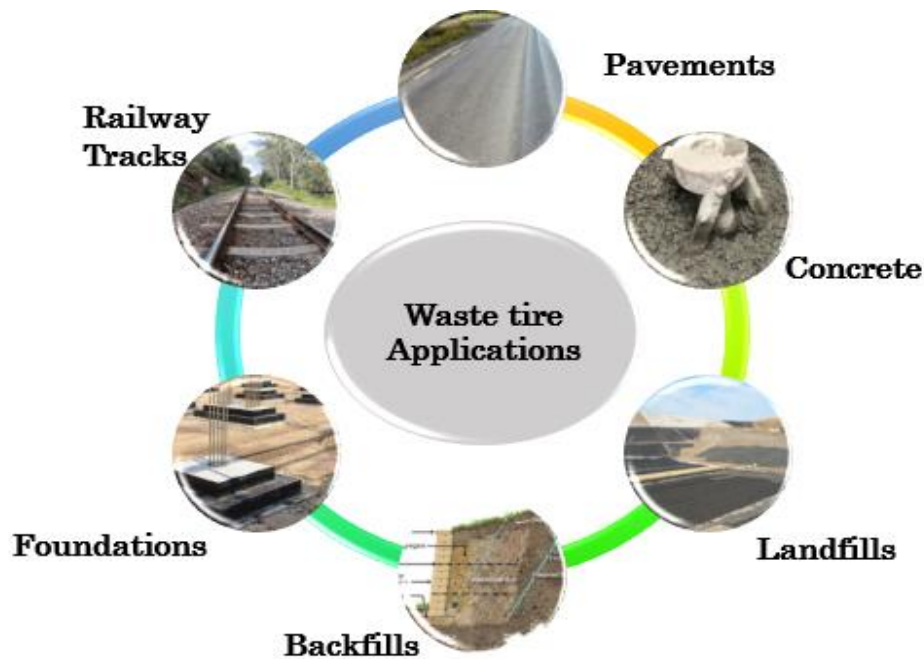 Pavements
Railway
Tracks
Concrete
Waste tire
Applications
Foundations
Landfills
Backfills